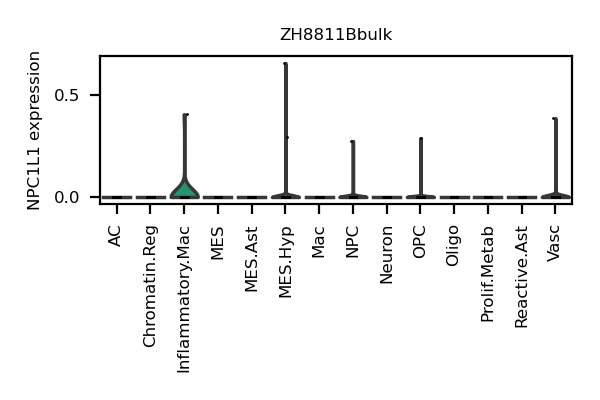 ZH8811Bbulk
NPC1L1 expression
0.5
0.0
AC
Chromatin.Reg
Inflammatory.Mac
MES
MES.Ast
MES.Hyp
Mac
NPC
Neuron
OPC
Oligo
Prolif.Metab
Reactive.Ast
Vasc